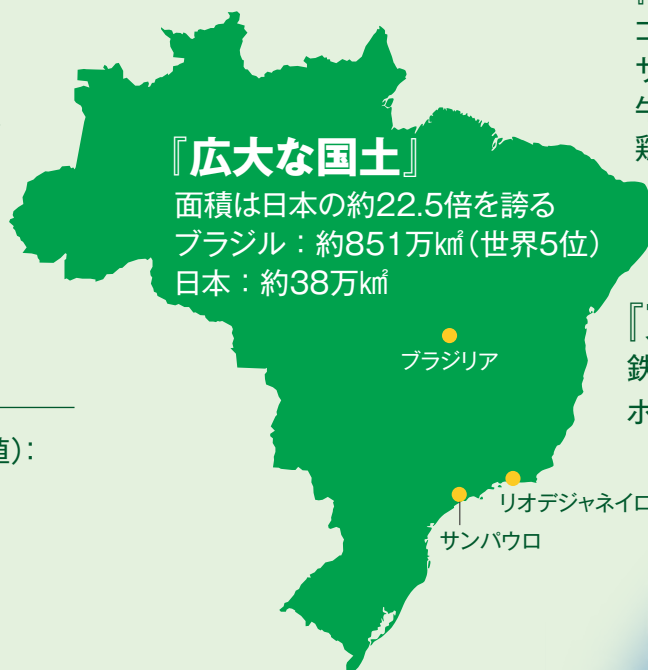 『広大な国土』
面積は日本の約22.5倍を誇る
ブラジル：約851万㎢(世界5位)
日本：約38万㎢
ブラジリア
リオデジャネイロ
サンパウロ
値)：
鶏
鉄